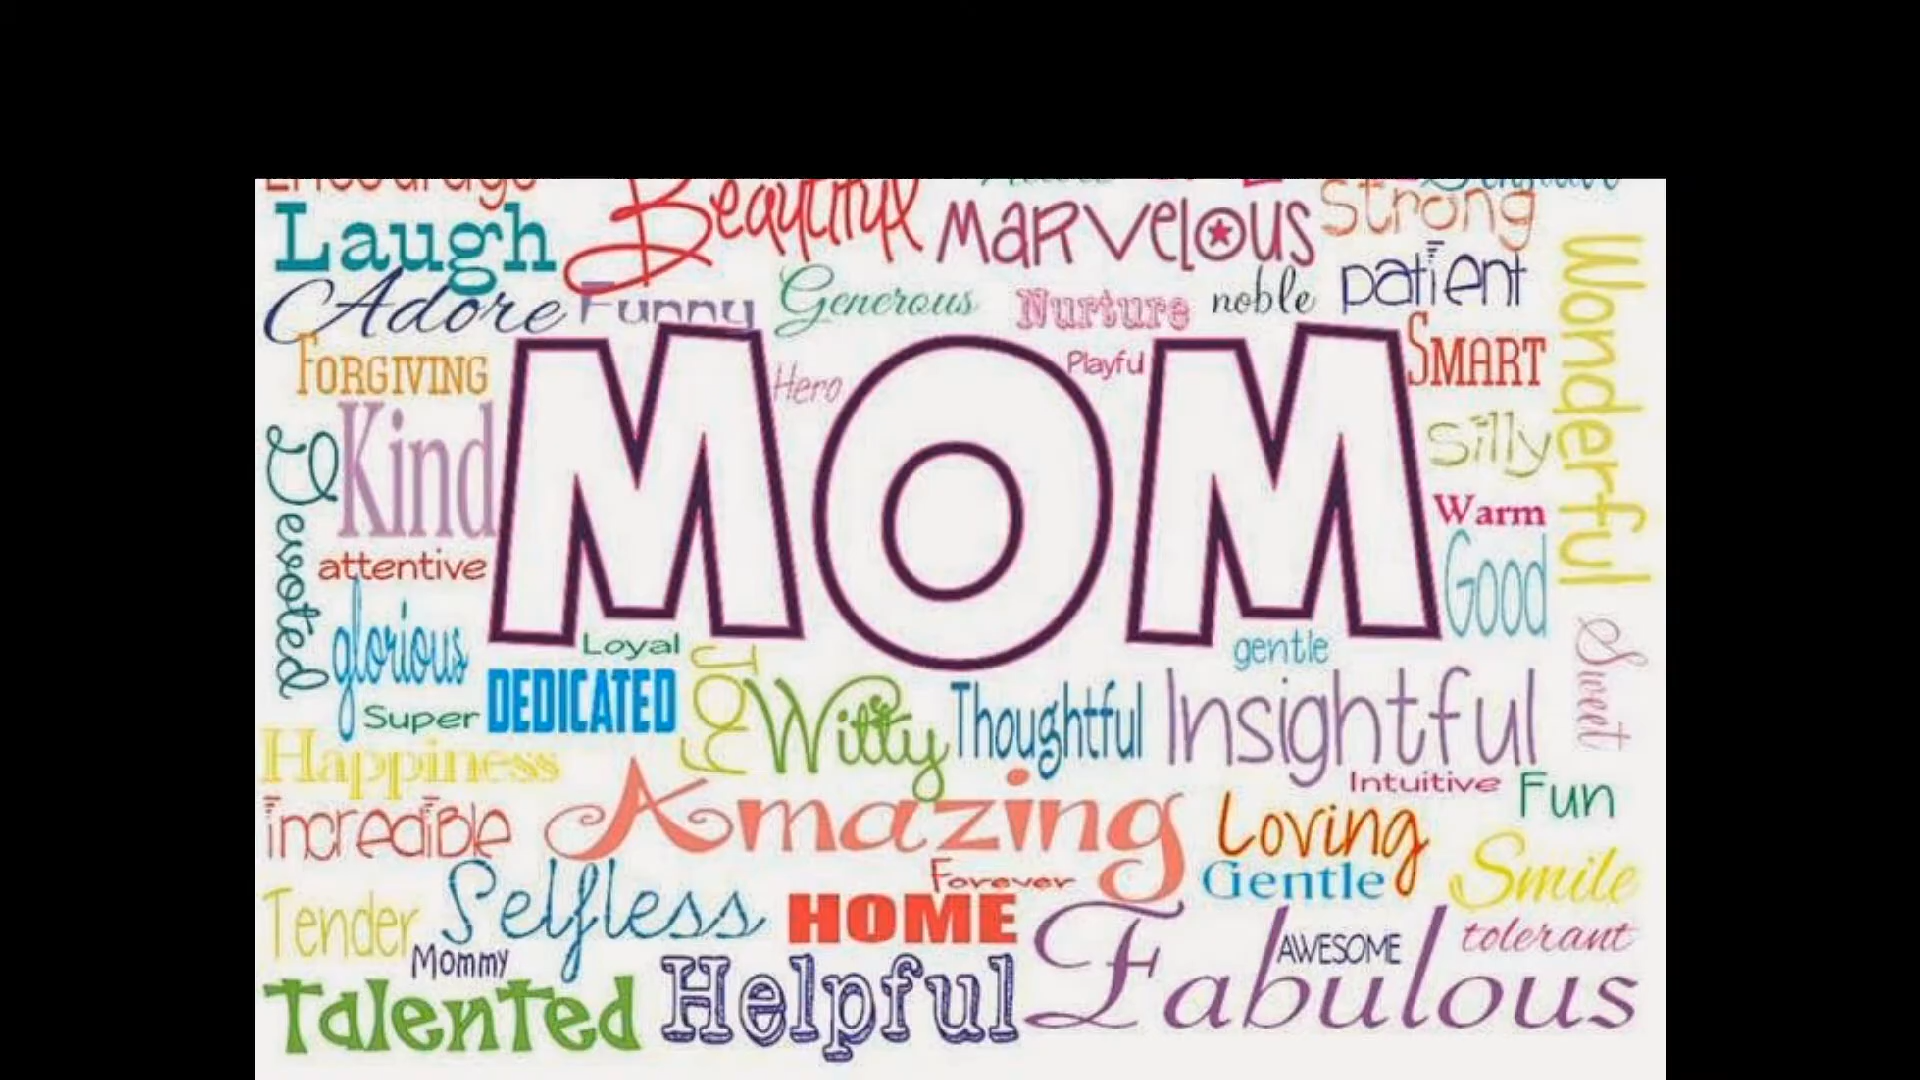 Encourage
Beautiful
Strong
Laugh
Marvelous
patient
Wonderful
Adore
Funny
Generous
Nurture
noble
Forgiving
Hero
Playful
Smart
MOM
Kind
Silly
Devoted
Warm
attentive
Good
glorious
Loyal
gentle
Sweet
Super
DEDICATED
Joy
Witty
Thoughtful
Insightful
Happiness
Intuitive
Fun
incredible
Amazing
Loving
Selfless
Forever
Gentle
Smile
Tender
HOME
Fabulous
AWESOME
tolerant
Mommy
Talented
Helpful